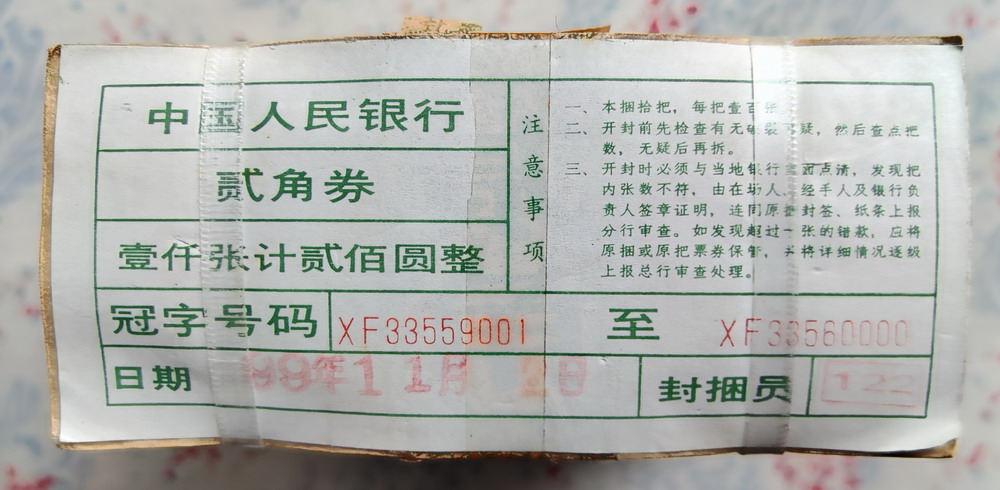 中国人民银行
贰角券
壹仟张计贰佰圆整
注意事项
一、本捆拾把,每把壹百张
二、开封前先检查有无破裂可疑,然后查点把
数,无疑后再拆。
三、开封时必须与当地银行当面点清,发现把
内张数不符,由在场人、经手人及银行负
责人签章证明,连同原封签、纸条上报
分行审查。如发现超过一张的错款,应将
原捆或原把票券保管,并将详细情况逐级
上报总行审查处理。
冠字号码 XF33559001 至 XF33560000
日期 99年11月 日
封捆员 122